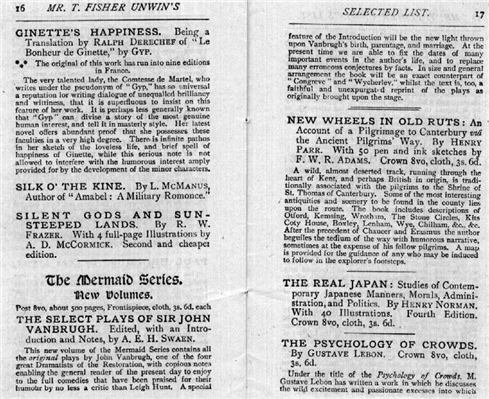 16 MR. T. FISHER UNWIN'S
GINETTE'S HAPPINESS. Being a
Translation by RALPH DERECHEF of "Le
Bonheur de Ginette," by GYP.
*⁎* The original of this work has run into nine editions
in France.
The very talented lady, the Comtesse de Martel, who
writes under the pseudonym of "Gyp," has so universal
a reputation for writing dialogue of unequalled brilliancy
and wittiness, that it is superfluous to insist on this
feature of her work. It is perhaps less generally known
that "Gyp" can divise a story of the most genuine
human interest, and tell it in masterly style. Her latest
novel offers abundant proof that she possesses these
faculties in a very high degree. There is infinite pathos
in her sketch of the loveless life, and brief spell of
happiness of Ginette, while this serious note is not
allowed to interfere with the humorous interest amply
provided for by the development of the minor characters.
SILK O' THE KINE. By L. MCMANUS,
Author of "Amabel: A Military Romonce."
SILENT GODS AND SUN-
STEEPED LANDS. By R. W.
FRAZER. With 4 full-page Illustrations by
A. D. MCCORMICK. Second and cheaper
edition.
The Mermaid Series.
New Volumes.
Post 8vo, about 500 pages, Frontispiece, cloth, 3s. 6d. each
THE SELECT PLAYS OF SIR JOHN
VANBRUGH. Edited, with an Intro-
duction and Notes, by A. E. H. SWAEN.
This new volume of the Mermaid Series contains all
the original plays by John Vanbrugh, one of the four
great Dramatists of the Restoration, with copious notes
enabling the general reader of the present day to enjoy
to the full comedies that have been praised for their
humour by no less a critic than Leigh Hunt. A special
SELECTED LIST. 17
feature of the Introduction will be the new light thrown
upon Vanbrugh's birth, parentage, and marriage. At the
present time we are able to fix the dates of many
important events in the author's life, and to replace
many erroneous conjectures by facts. In size and general
arrangement the book will be an exact counterpart of
"Congreve" and "Wycherley," whilst the text is, too, a
faithful and unexpurgated reprint of the plays as
originally brought upon the stage.
NEW WHEELS IN OLD RUTS: An
Account of a Pilgrimage to Canterbury via
the Ancient Pilgrims' Way. By HENRY
PARR. With 50 pen and ink sketches by
F. W. R. ADAMS. Crown 8vo, cloth, 3s. 6d.
A wild, almost deserted track, running through the
heart of Kent, and perhaps British in origin, is tradi-
tionally associated with the pilgrims to the Shrine of
St. Thomas of Canterbury. Some of the most interesting
antiquities and scenery to be found in the county lies
upon the route. The book includes descriptions of
Otford, Kemsing, Wrotham, The Stone Circles, Kits
Coty House, Boxley, Lenham, Wye, Chilham, &c., &c.
After the precedent of Chaucer and Erasmus the author
beguiles the tedium of the way with humorous narrative,
sometimes at the expense of his fellow pilgrims. A map
is provided for the guidance of any who may be induced
to follow in the explorer's footsteps.
THE REAL JAPAN: Studies of Contem-
porary Japanese Manners, Morals, Admini-
stration, and Politics. By HENRY NORMAN.
With 40 Illustrations. Fourth Edition.
Crown 8vo, cloth, 3s. 6d.
THE PSYCHOLOGY OF CROWDS.
By GUSTAVE LEBON. Crown 8vo, cloth,
3s. 6d.
Under the title of the Psychology of Crowds. M.
Gustave Lebon has written a work in which he discusses
the wild excitement and passionate excesses into which